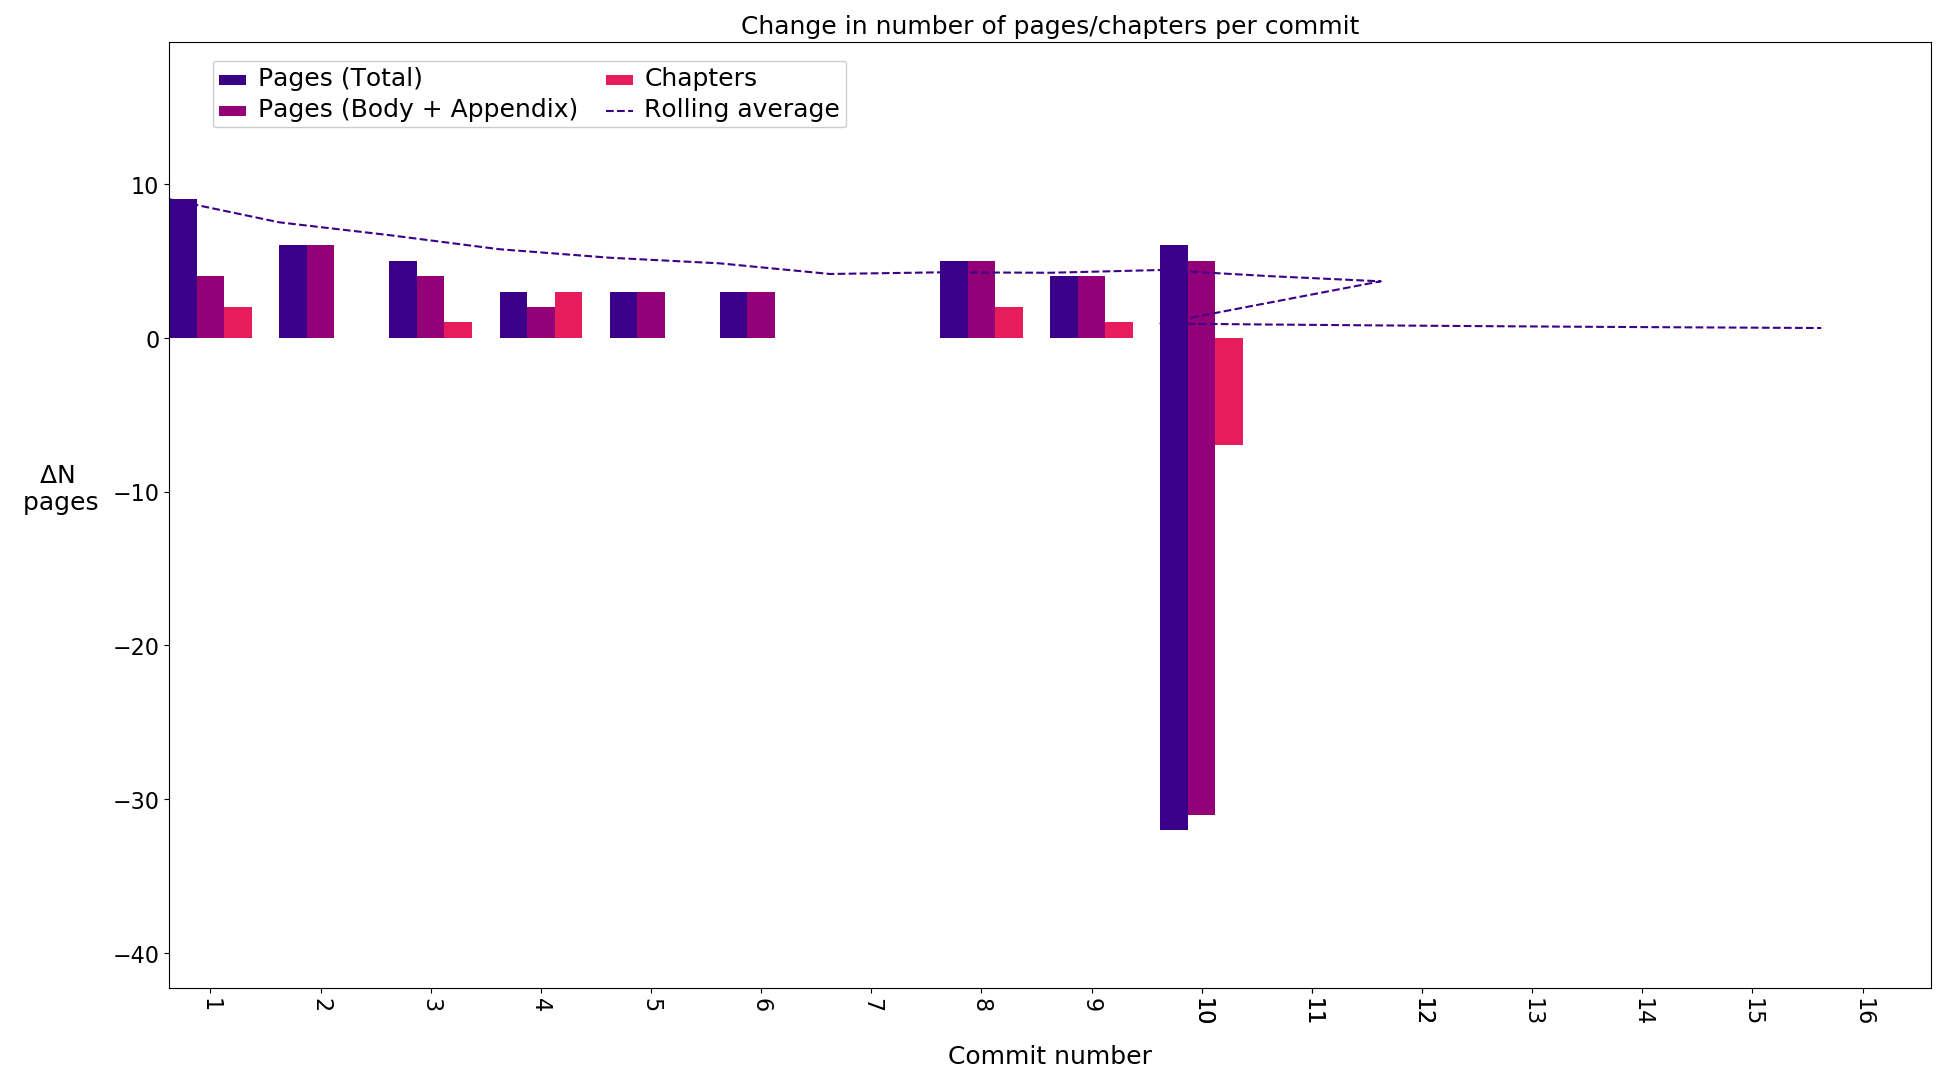 Change in number of pages/chapters per commit
Pages (Total)
Pages (Body + Appendix)
Chapters
Rolling average
10
0
−10
−20
−30
−40
ΔN
pages
1 2 3 4 5 6 7 8 9 10 11 12 13 14 15 16
Commit number